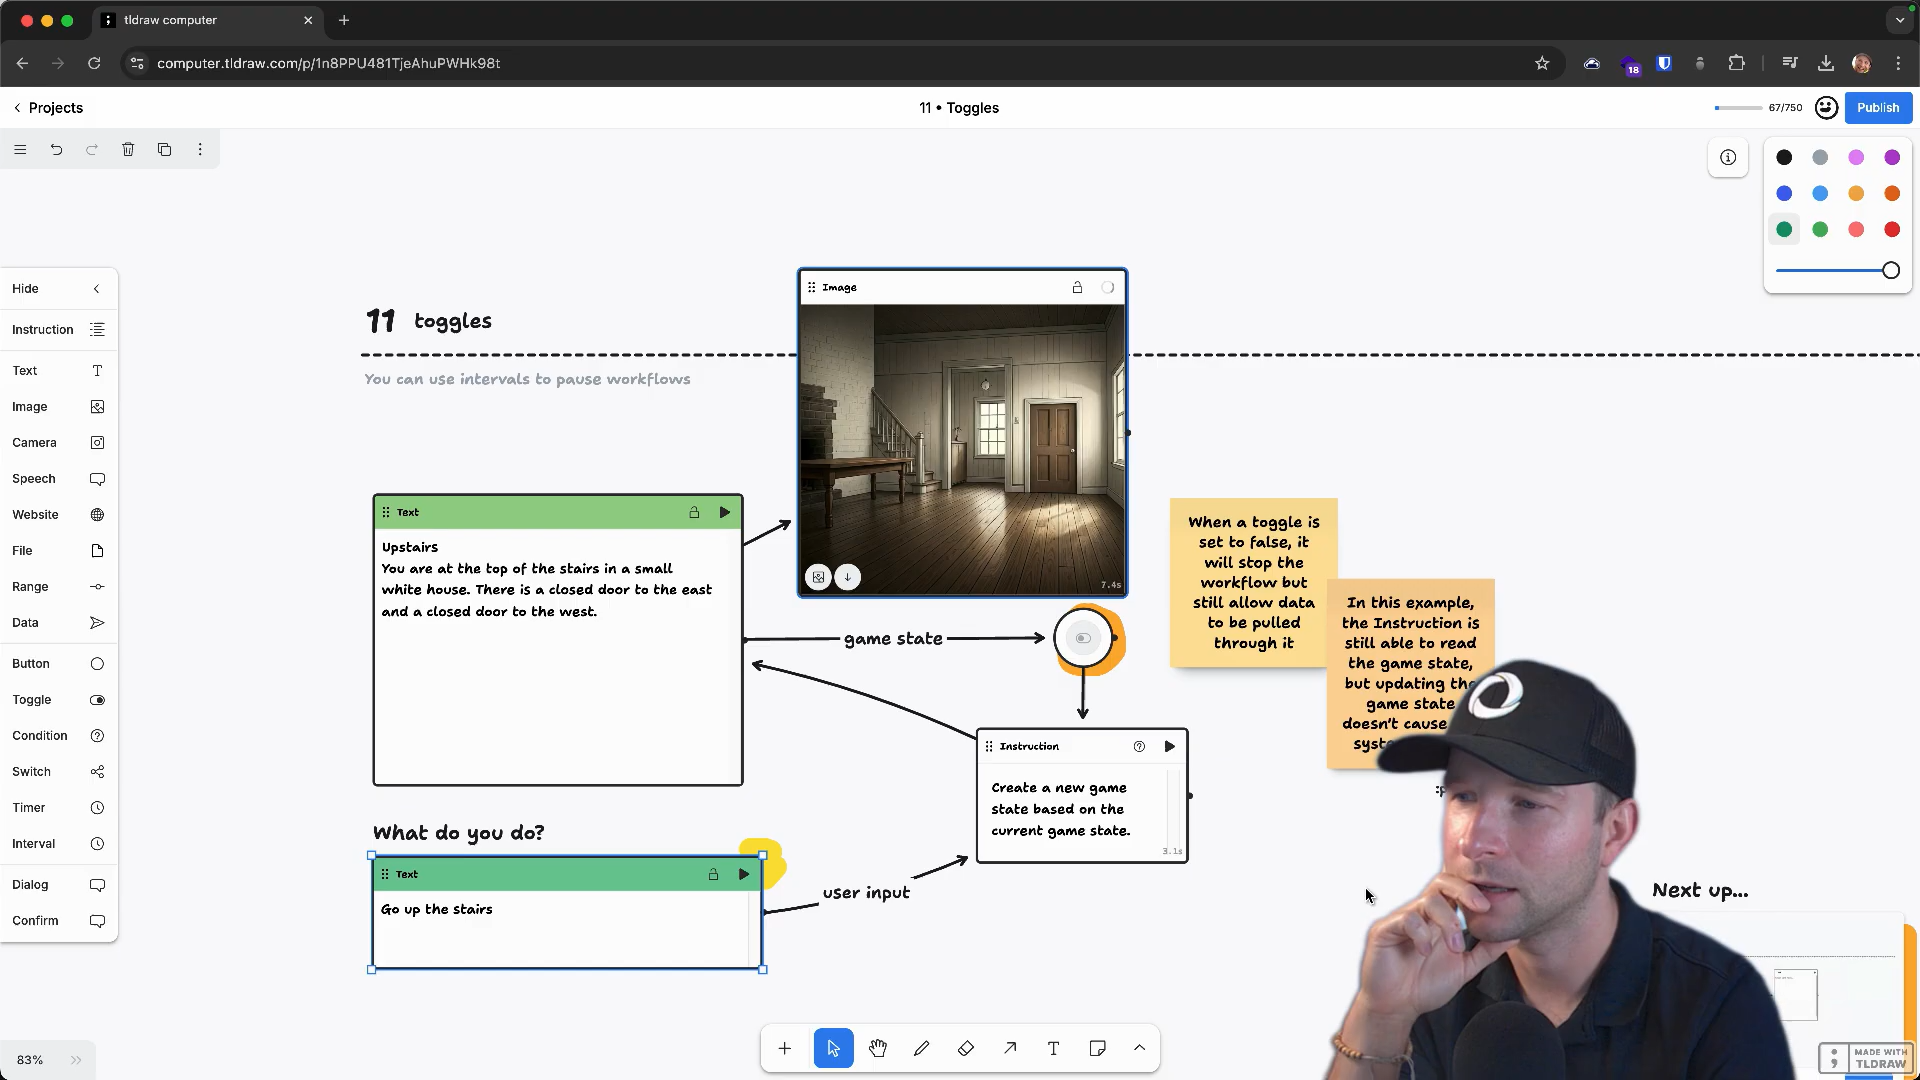 tldraw computer
computer.tldraw.com/p/1n8PPU481TjeAhuPWHk98t
18
Projects
11 • Toggles
67/750
Publish
Hide
Instruction
Text
Image
Camera
Speech
Website
File
Range
Data
Button
Toggle
Condition
Switch
Timer
Interval
Dialog
Confirm
11 toggles
You can use intervals to pause workflows
Image
7.4s
Text
Upstairs
You are at the top of the stairs in a small
white house. There is a closed door to the east
and a closed door to the west.
game state
When a toggle is
set to false, it
will stop the
workflow but
still allow data
to be pulled
through it
In this example,
the Instruction is
still able to read
the game state,
but updating the
game state
doesn't cause
Instruction
Create a new game
state based on the
current game state.
3.1s
What do you do?
Text
Go up the stairs
user input
Next up...
83%
MADE WITH
TLDRAW